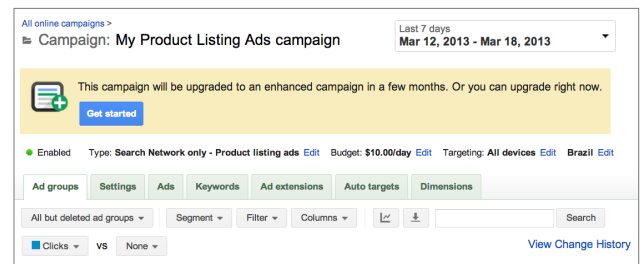 All online campaigns >
Campaign: My Product Listing Ads campaign
Last 7 days
Mar 12, 2013 - Mar 18, 2013
This campaign will be upgraded to an enhanced campaign in a few months. Or you can upgrade right now.
Get started
Enabled Type: Search Network only - Product listing ads Edit Budget: $10.00/day Edit Targeting: All devices Edit Brazil Edit
Ad groups Settings Ads Keywords Ad extensions Auto targets Dimensions
All but deleted ad groups Segment Filter Columns Search
Clicks VS None View Change History